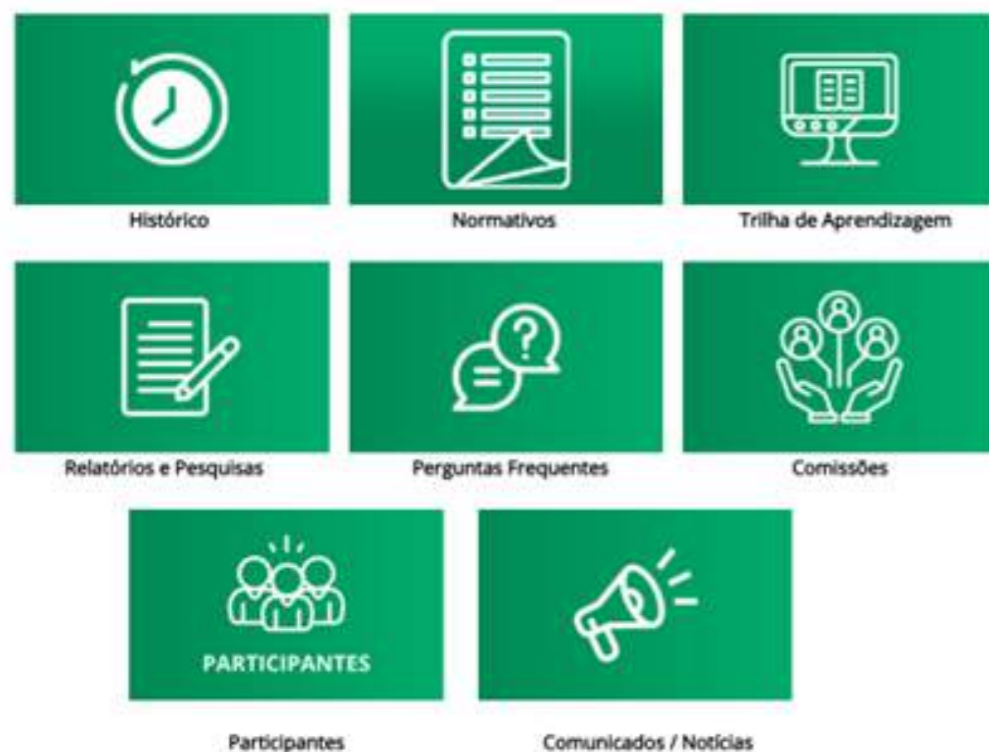 Histórico
Normativos
Trilha de Aprendizagem
Relatórios e Pesquisas
Perguntas Frequentes
Comissões
PARTICIPANTES
Participantes
Comunicados / Notícias